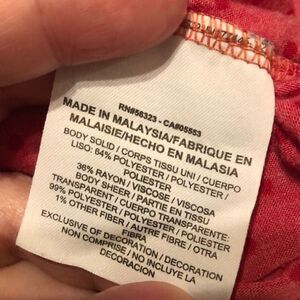 RN#56323 - CA#05553
MADE IN MALAYSIA/FABRIQUE EN
MALAISIE/HECHO EN MALASIA
BODY SOLID / CORPS TISSU UNI / CUERPO
LISO: 64% POLYESTER / POLYESTER /
POLIESTER
36% RAYON / VISCOSE / VISCOSA
BODY SHEER / PARTIE EN TISSU
TRANSPARENT / CUERPO TRANSPARENTE:
99% POLYESTER / POLYESTER / POLIESTER
1% OTHER FIBER / AUTRE FIBRE / OTRA
FIBRA
EXCLUSIVE OF DECORATION / DECORATION
NON COMPRISE / NO INCLUYE LA
DECORACION